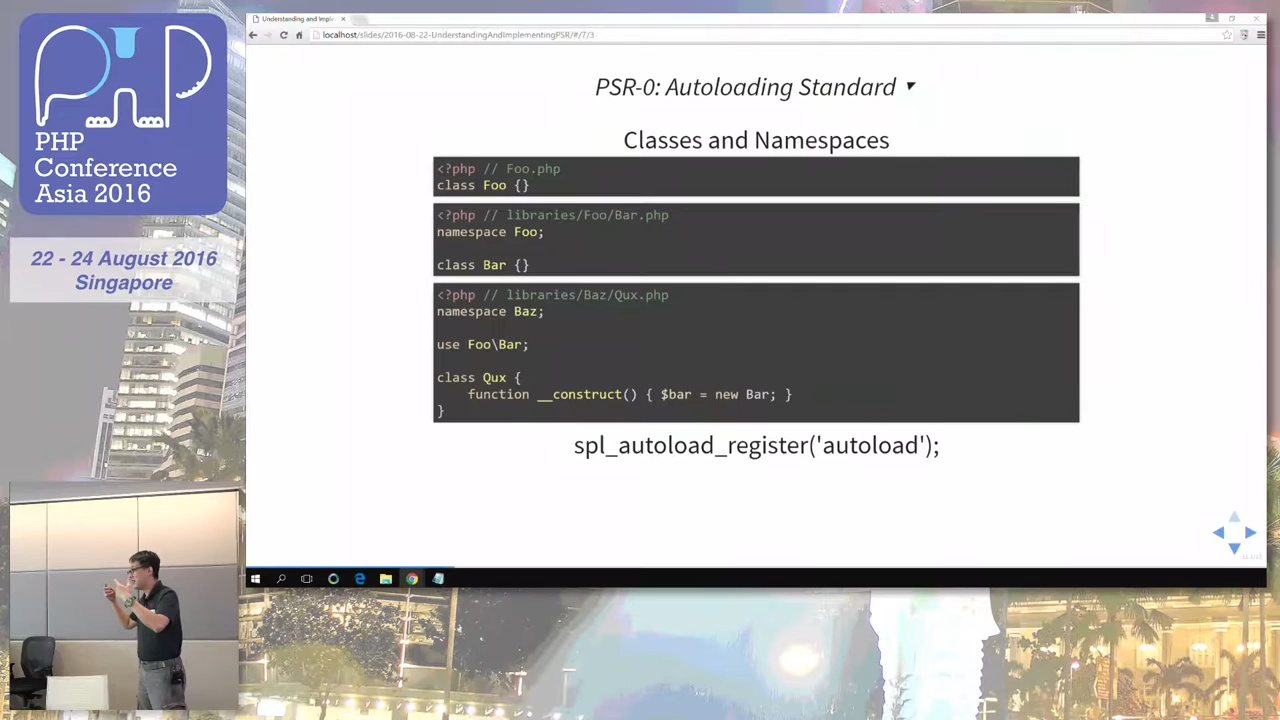 PHP
Conference
Asia 2016
22 - 24 August 2016
Singapore
Understanding and Imple
localhost/slides/2016-08-22-UnderstandingAndImplementingPSR/#/7/3
PSR-0: Autoloading Standard
Classes and Namespaces
<?php // Foo.php
class Foo {}
<?php // libraries/Foo/Bar.php
namespace Foo;
class Bar {}
<?php // libraries/Baz/Qux.php
namespace Baz;
use Foo\Bar;
class Qux {
function __construct() { $bar = new Bar; }
}
spl_autoload_register('autoload');